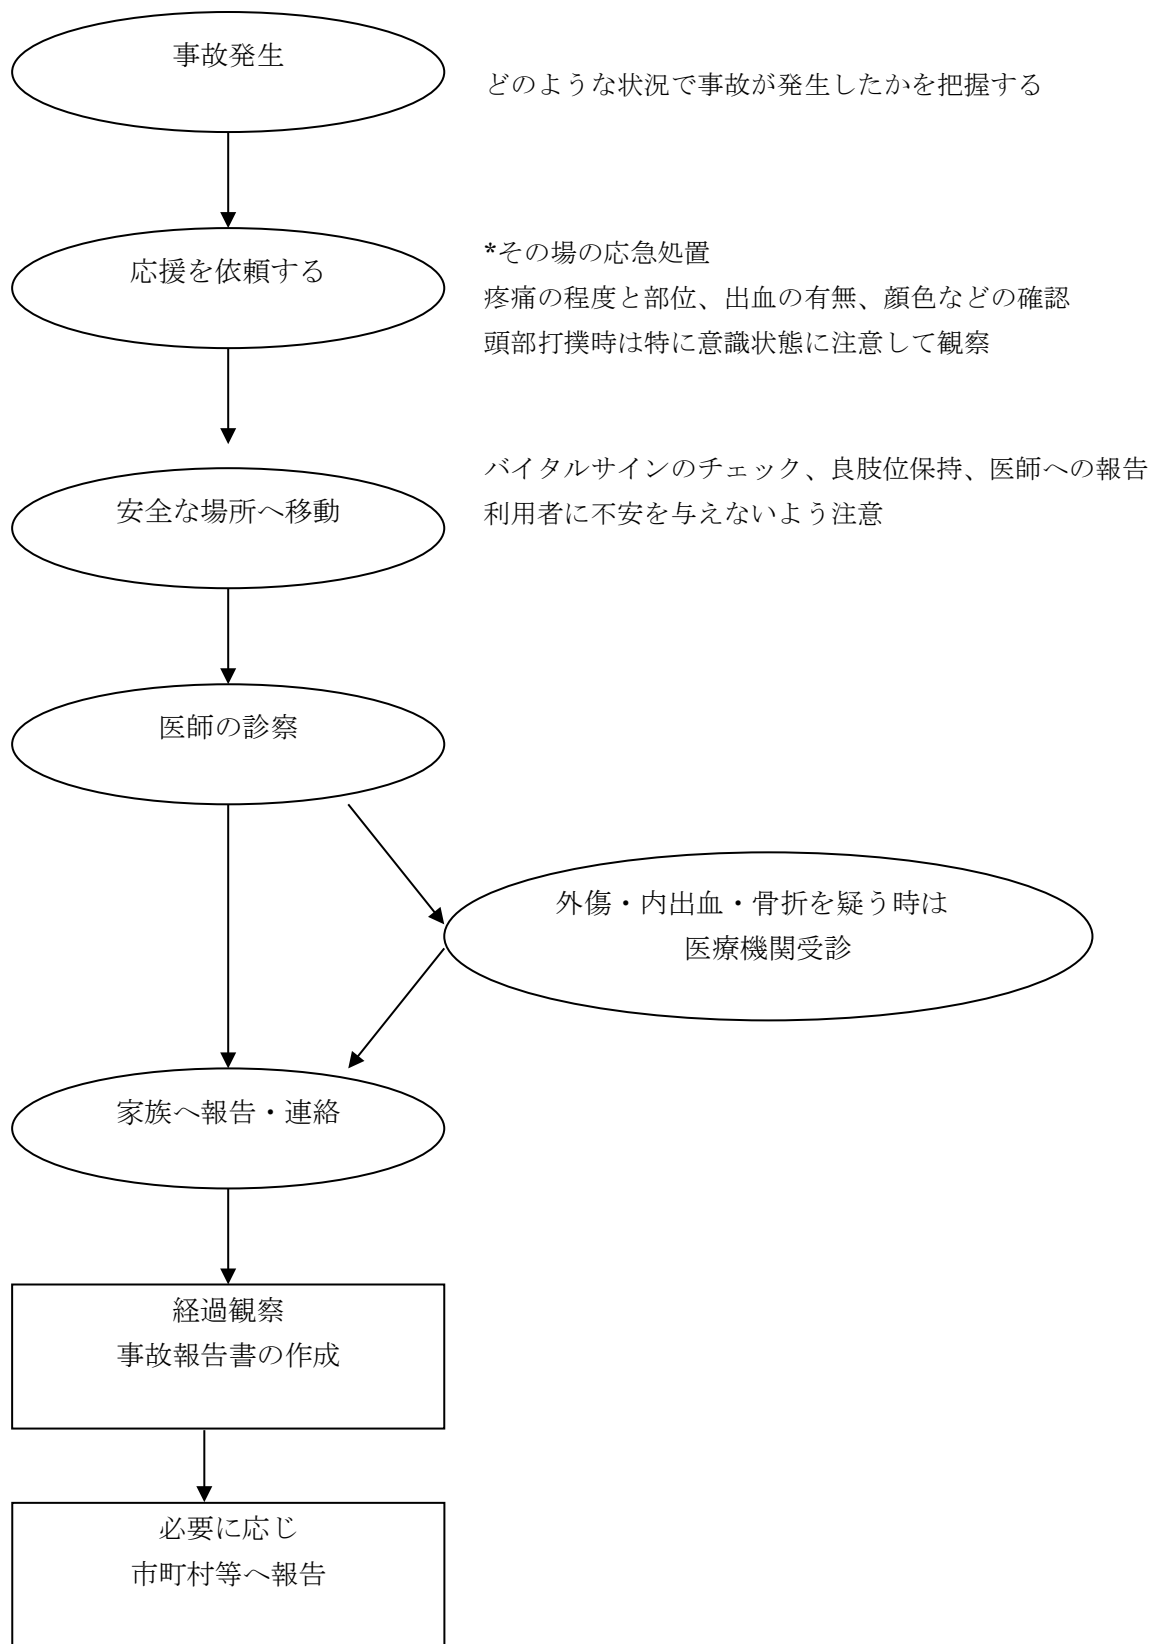 事故発生
どのような状況で事故が発生したかを把握する
応援を依頼する
*その場の応急処置
疼痛の程度と部位、出血の有無、顔色などの確認
頭部打撲時は特に意識状態に注意して観察
安全な場所へ移動
バイタルサインのチェック、良肢位保持、医師への報告
利用者に不安を与えないよう注意
医師の診察
外傷・内出血・骨折を疑う時は
医療機関受診
家族へ報告・連絡
経過観察
事故報告書の作成
必要に応じ
市町村等へ報告